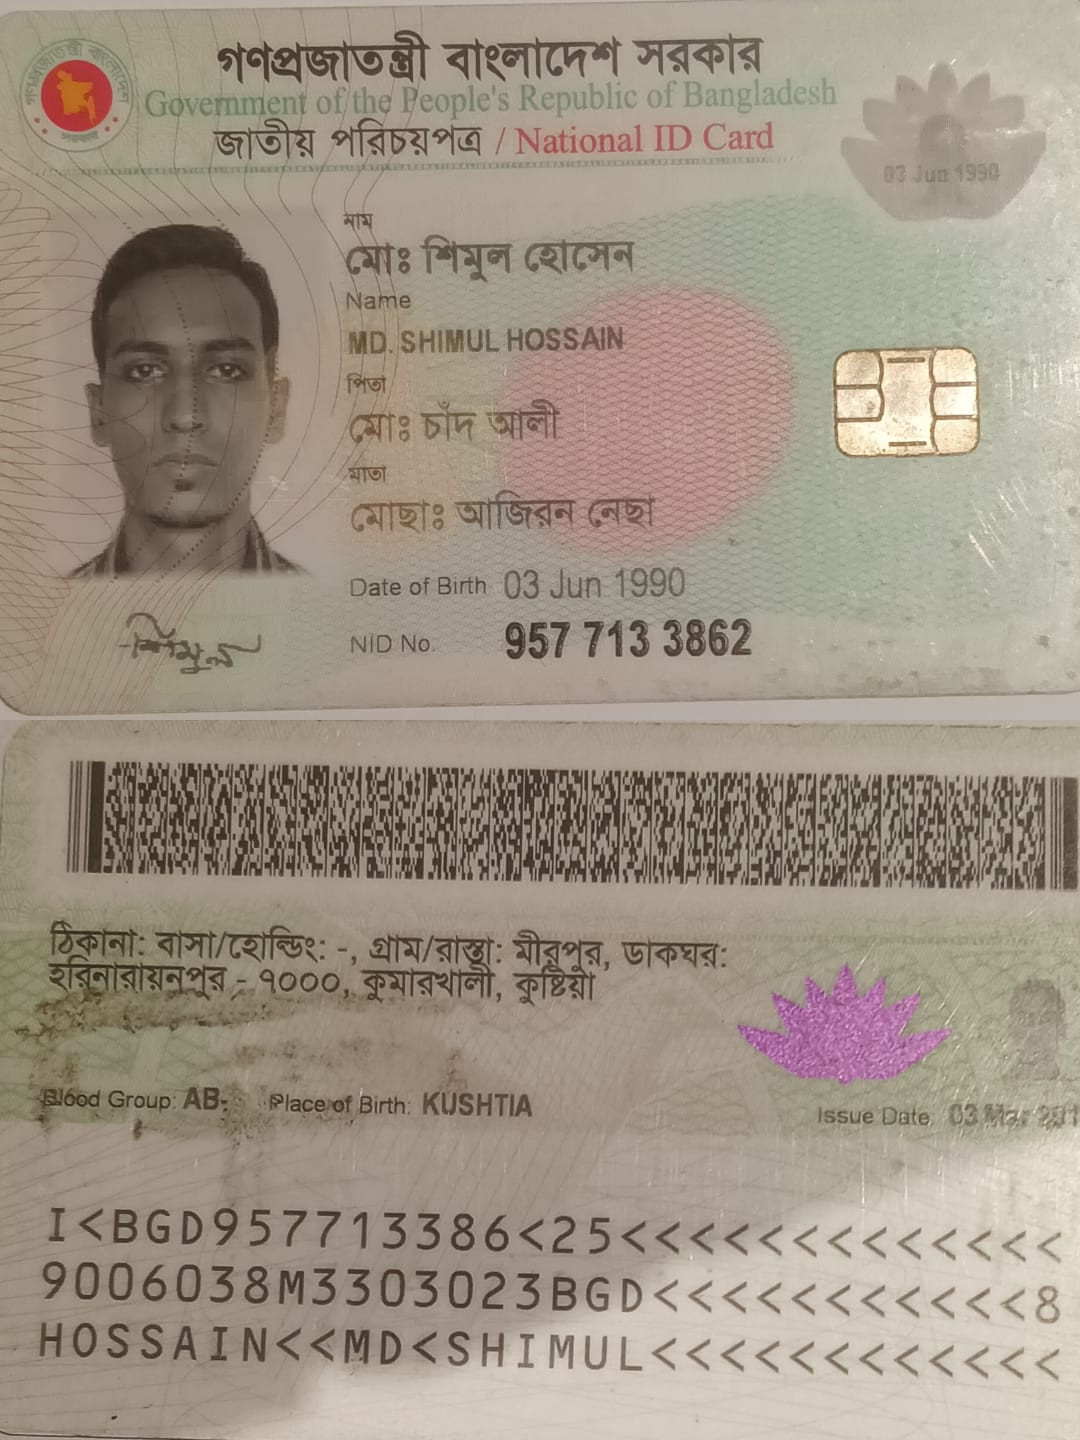 গণপ্রজাতন্ত্রী বাংলাদেশ সরকার
Government of the People's Republic of Bangladesh
জাতীয় পরিচয়পত্র / National ID Card
03 Jun 1990
নাম
মোঃ শিমুল হোসেন
Name
MD. SHIMUL HOSSAIN
পিতা
মোঃ চাঁদ আলী
মাতা
মোছাঃ আজিরন নেছা
Date of Birth 03 Jun 1990
NID No. 957 713 3862
শিমুল
ঠিকানা: বাসা/হোল্ডিং: -, গ্রাম/রাস্তা: মীরপুর, ডাকঘর:
হরিনারায়নপুর - ৭০০০, কুমারখালী, কুষ্টিয়া
Blood Group: AB- Place of Birth: KUSHTIA
Issue Date 03 Mar
I<BGD957713386<25<<<<<<<<<<<<<<
9006038M3303023BGD<<<<<<<<<<<<8
HOSSAIN<<MD<SHIMUL<<<<<<<<<<<<<